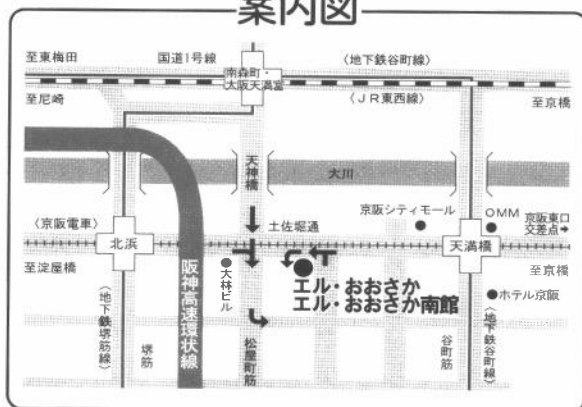 案内図
至東梅田
国道1号線
〈地下鉄谷町線〉
南森町・
大阪天満宮
至尼崎
〈JR東西線〉
至京橋
天神橋
大川
京阪シティモール
OMM
京阪東口
交差点➡
〈京阪電車〉
北浜
土佐堀通
天満橋
至淀屋橋
至京橋
大林ビル
エル・おおさか
エル・おおさか南館
ホテル京阪
阪神高速環状線
〈地下鉄堺筋線〉
堺筋
松屋町筋
谷町筋
〈地下鉄谷町線〉